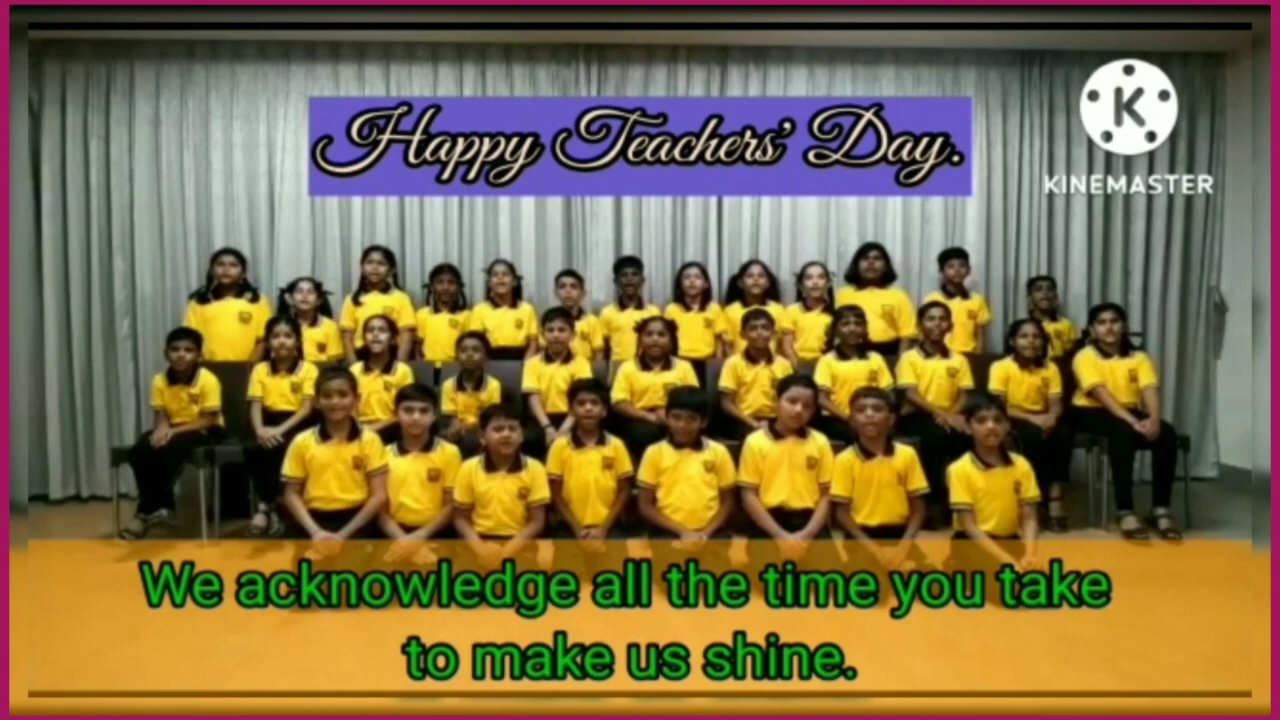 Happy Teachers' Day.
K
KINEMASTER
We acknowledge all the time you take
to make us shine.